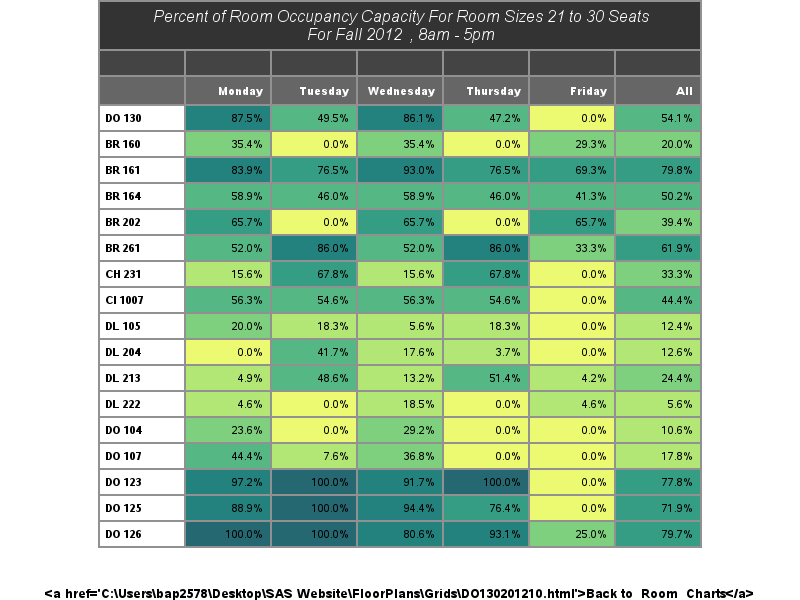 Percent of Room Occupancy Capacity For Room Sizes 21 to 30 Seats
For Fall 2012 , 8am - 5pm
Monday Tuesday Wednesday Thursday Friday All
DO 130 87.5% 49.5% 86.1% 47.2% 0.0% 54.1%
BR 160 35.4% 0.0% 35.4% 0.0% 29.3% 20.0%
BR 161 83.9% 76.5% 93.0% 76.5% 69.3% 79.8%
BR 164 58.9% 46.0% 58.9% 46.0% 41.3% 50.2%
BR 202 65.7% 0.0% 65.7% 0.0% 65.7% 39.4%
BR 261 52.0% 86.0% 52.0% 86.0% 33.3% 61.9%
CH 231 15.6% 67.8% 15.6% 67.8% 0.0% 33.3%
CI 1007 56.3% 54.6% 56.3% 54.6% 0.0% 44.4%
DL 105 20.0% 18.3% 5.6% 18.3% 0.0% 12.4%
DL 204 0.0% 41.7% 17.6% 3.7% 0.0% 12.6%
DL 213 4.9% 48.6% 13.2% 51.4% 4.2% 24.4%
DL 222 4.6% 0.0% 18.5% 0.0% 4.6% 5.6%
DO 104 23.6% 0.0% 29.2% 0.0% 0.0% 10.6%
DO 107 44.4% 7.6% 36.8% 0.0% 0.0% 17.8%
DO 123 97.2% 100.0% 91.7% 100.0% 0.0% 77.8%
DO 125 88.9% 100.0% 94.4% 76.4% 0.0% 71.9%
DO 126 100.0% 100.0% 80.6% 93.1% 25.0% 79.7%
<a href='C:\Users\bap2578\Desktop\SAS Website\FloorPlans\Grids\DO130201210.html'>Back to Room Charts</a>